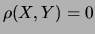 ρ(X, Y) = 0